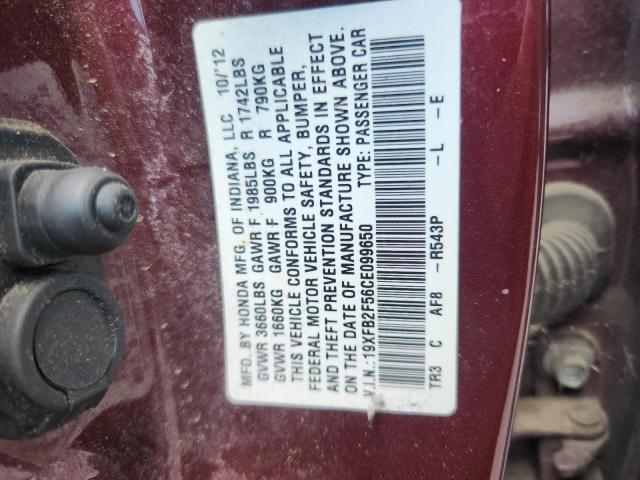 MFD. BY HONDA MFG. OF INDIANA, LLC 10/'12
GVWR 3660LBS GAWR F 1985LBS R 1742LBS
GVWR 1660KG GAWR F 900KG R 790KG
THIS VEHICLE CONFORMS TO ALL APPLICABLE
FEDERAL MOTOR VEHICLE SAFETY, BUMPER,
AND THEFT PREVENTION STANDARDS IN EFFECT
ON THE DATE OF MANUFACTURE SHOWN ABOVE.
V.I.N.: 19XFB2F56CE099650 TYPE: PASSENGER CAR
TR3 C AF8 -R543P -L -E